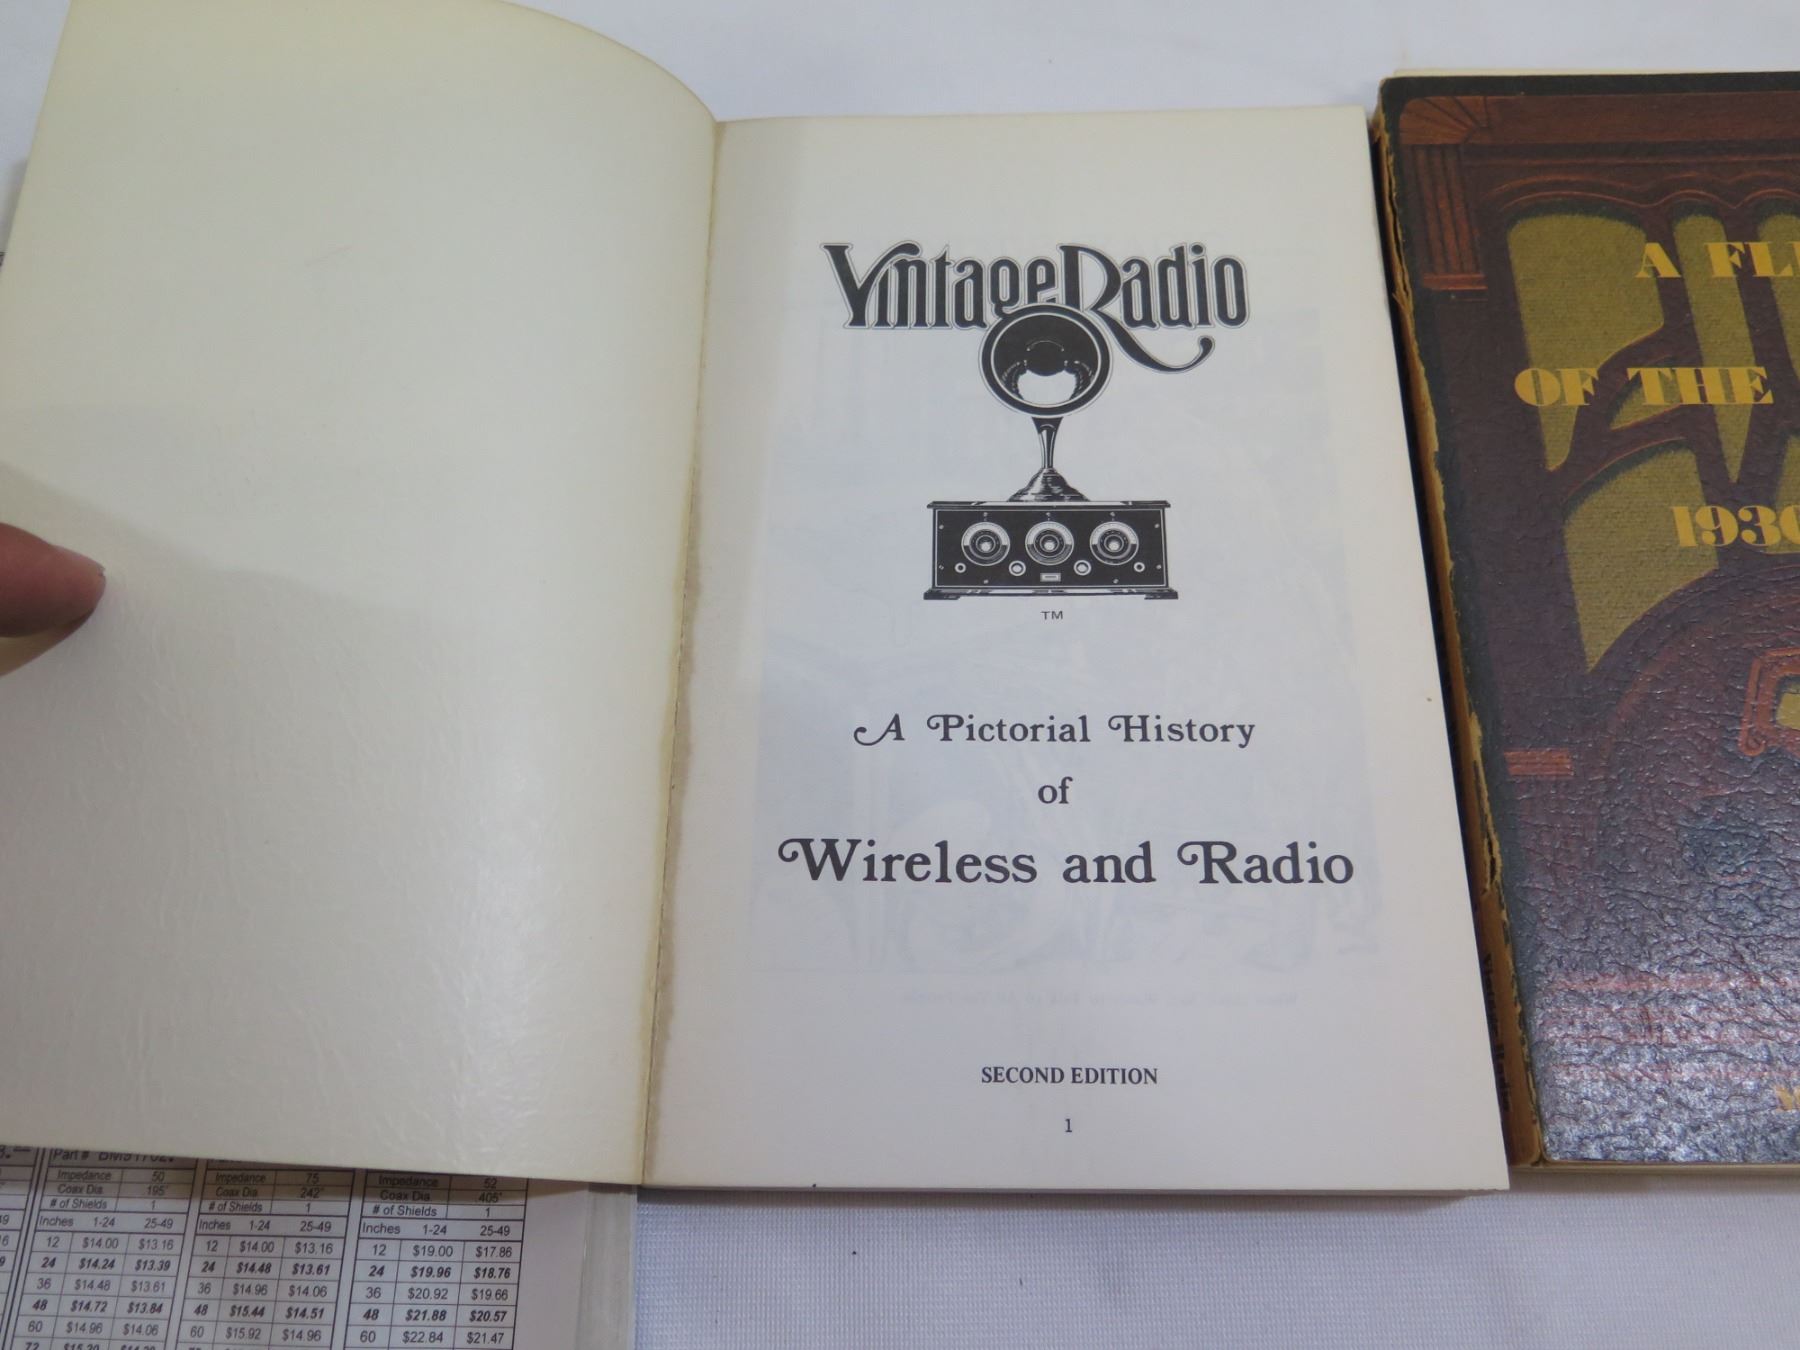 Vintage Radio
TM
A Pictorial History
of
Wireless and Radio
SECOND EDITION
1
A
OF THE
Part #
Impedance 50
Coax Dia .195"
# of Shields 1
Inches 1-24 25-49
12 $14.00 $13.16
24 $14.24 $13.39
36 $14.48 $13.61
48 $14.72 $13.84
60 $14.96 $14.06
72
Impedance 75
Coax Dia .242"
# of Shields 1
Inches 1-24 25-49
12 $14.00 $13.16
24 $14.48 $13.61
36 $14.96 $14.06
48 $15.44 $14.51
60 $15.92 $14.96
Impedance 52
Coax Dia .405"
# of Shields 1
Inches 1-24 25-49
12 $19.00 $17.86
24 $19.96 $18.76
36 $20.92 $19.66
48 $21.88 $20.57
60 $22.84 $21.47